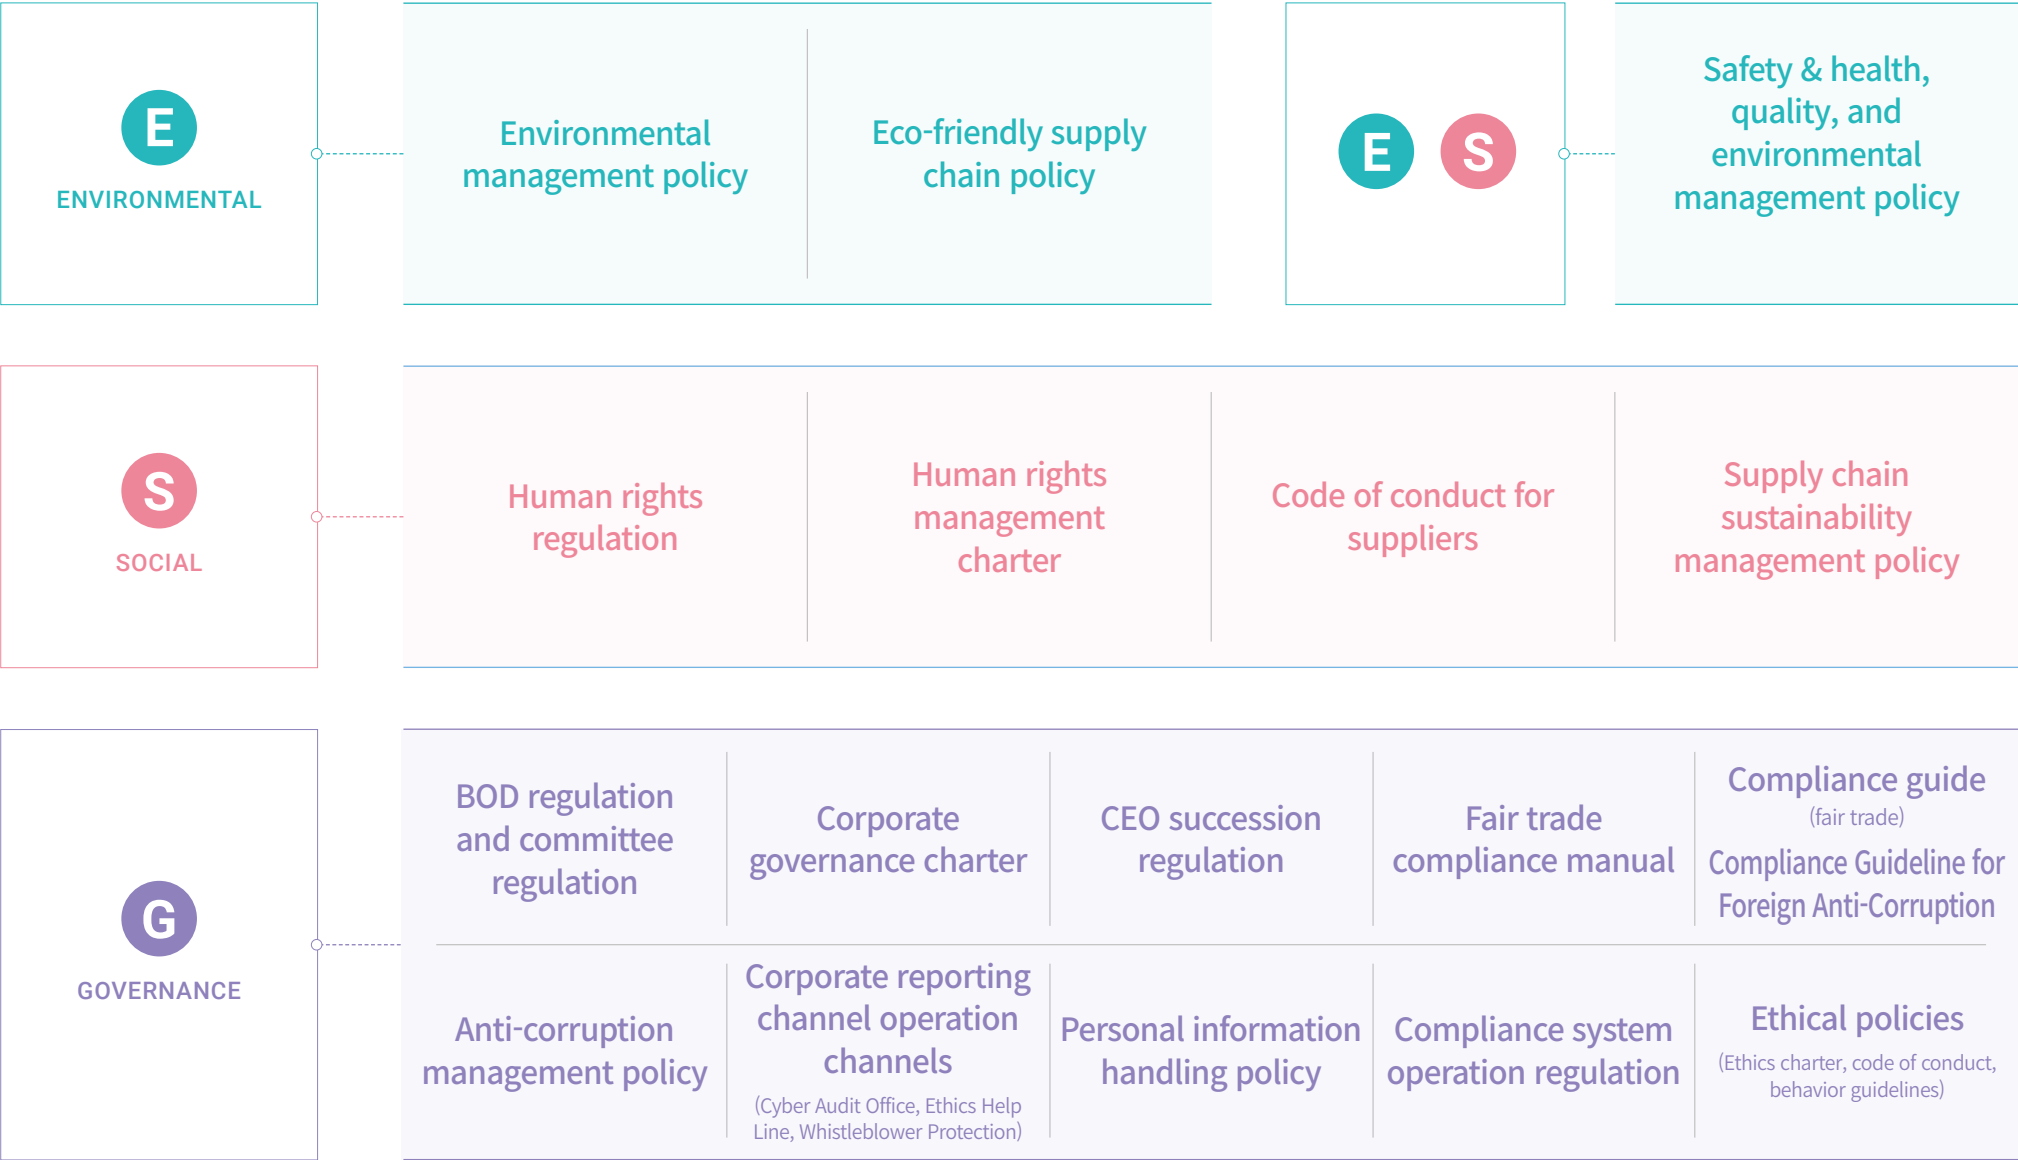 E
ENVIRONMENTAL
Environmental
management policy
Eco-friendly supply
chain policy
E S
Safety & health,
quality, and
environmental
management policy
S
SOCIAL
Human rights
regulation
Human rights
management
charter
Code of conduct for
suppliers
Supply chain
sustainability
management policy
G
GOVERNANCE
BOD regulation
and committee
regulation
Corporate
governance charter
CEO succession
regulation
Fair trade
compliance manual
Compliance guide
(fair trade)
Compliance Guideline for
Foreign Anti-Corruption
Anti-corruption
management policy
Corporate reporting
channel operation
channels
(Cyber Audit Office, Ethics Help
Line, Whistleblower Protection)
Personal information
handling policy
Compliance system
operation regulation
Ethical policies
(Ethics charter, code of conduct,
behavior guidelines)